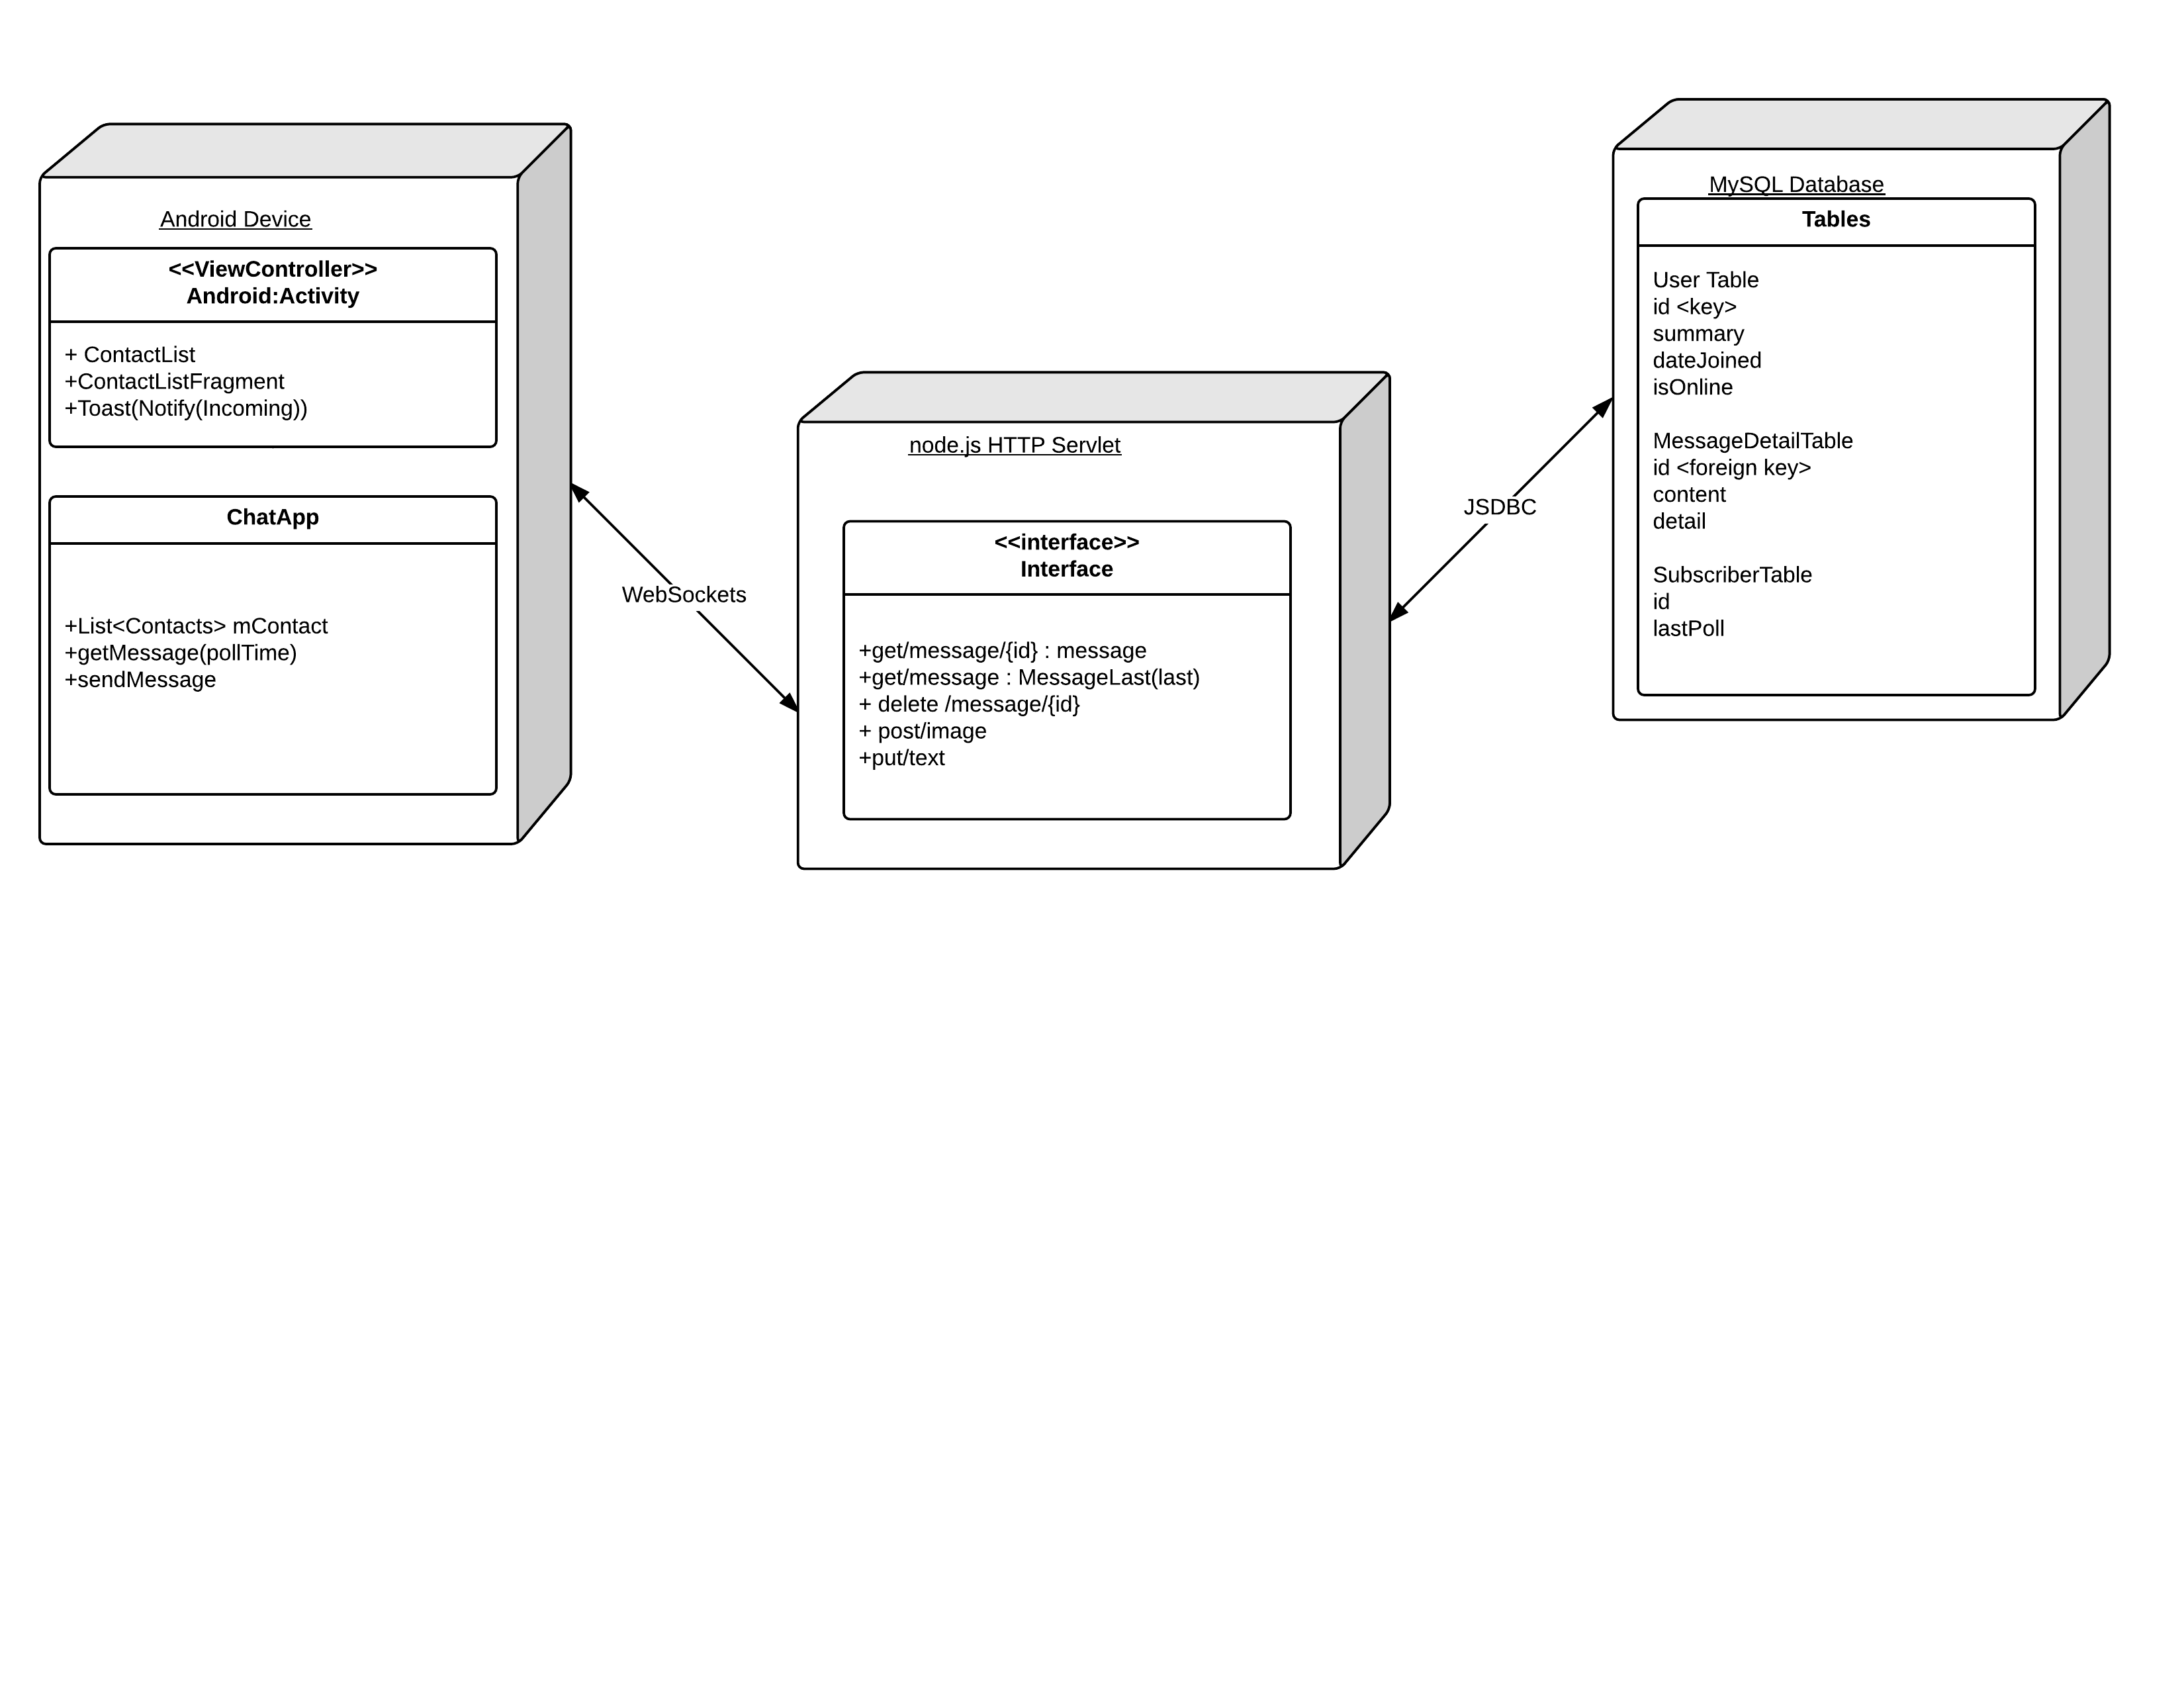 Android Device
<<ViewController>>
Android:Activity
+ ContactList
+ContactListFragment
+Toast(Notify(Incoming))
ChatApp
+List<Contacts> mContact
+getMessage(pollTime)
+sendMessage
WebSockets
node.js HTTP Servlet
<<interface>>
Interface
+get/message/{id} : message
+get/message : MessageLast(last)
+ delete /message/{id}
+ post/image
+put/text
JSDBC
MySQL Database
Tables
User Table
id <key>
summary
dateJoined
isOnline
MessageDetailTable
id <foreign key>
content
detail
SubscriberTable
id
lastPoll